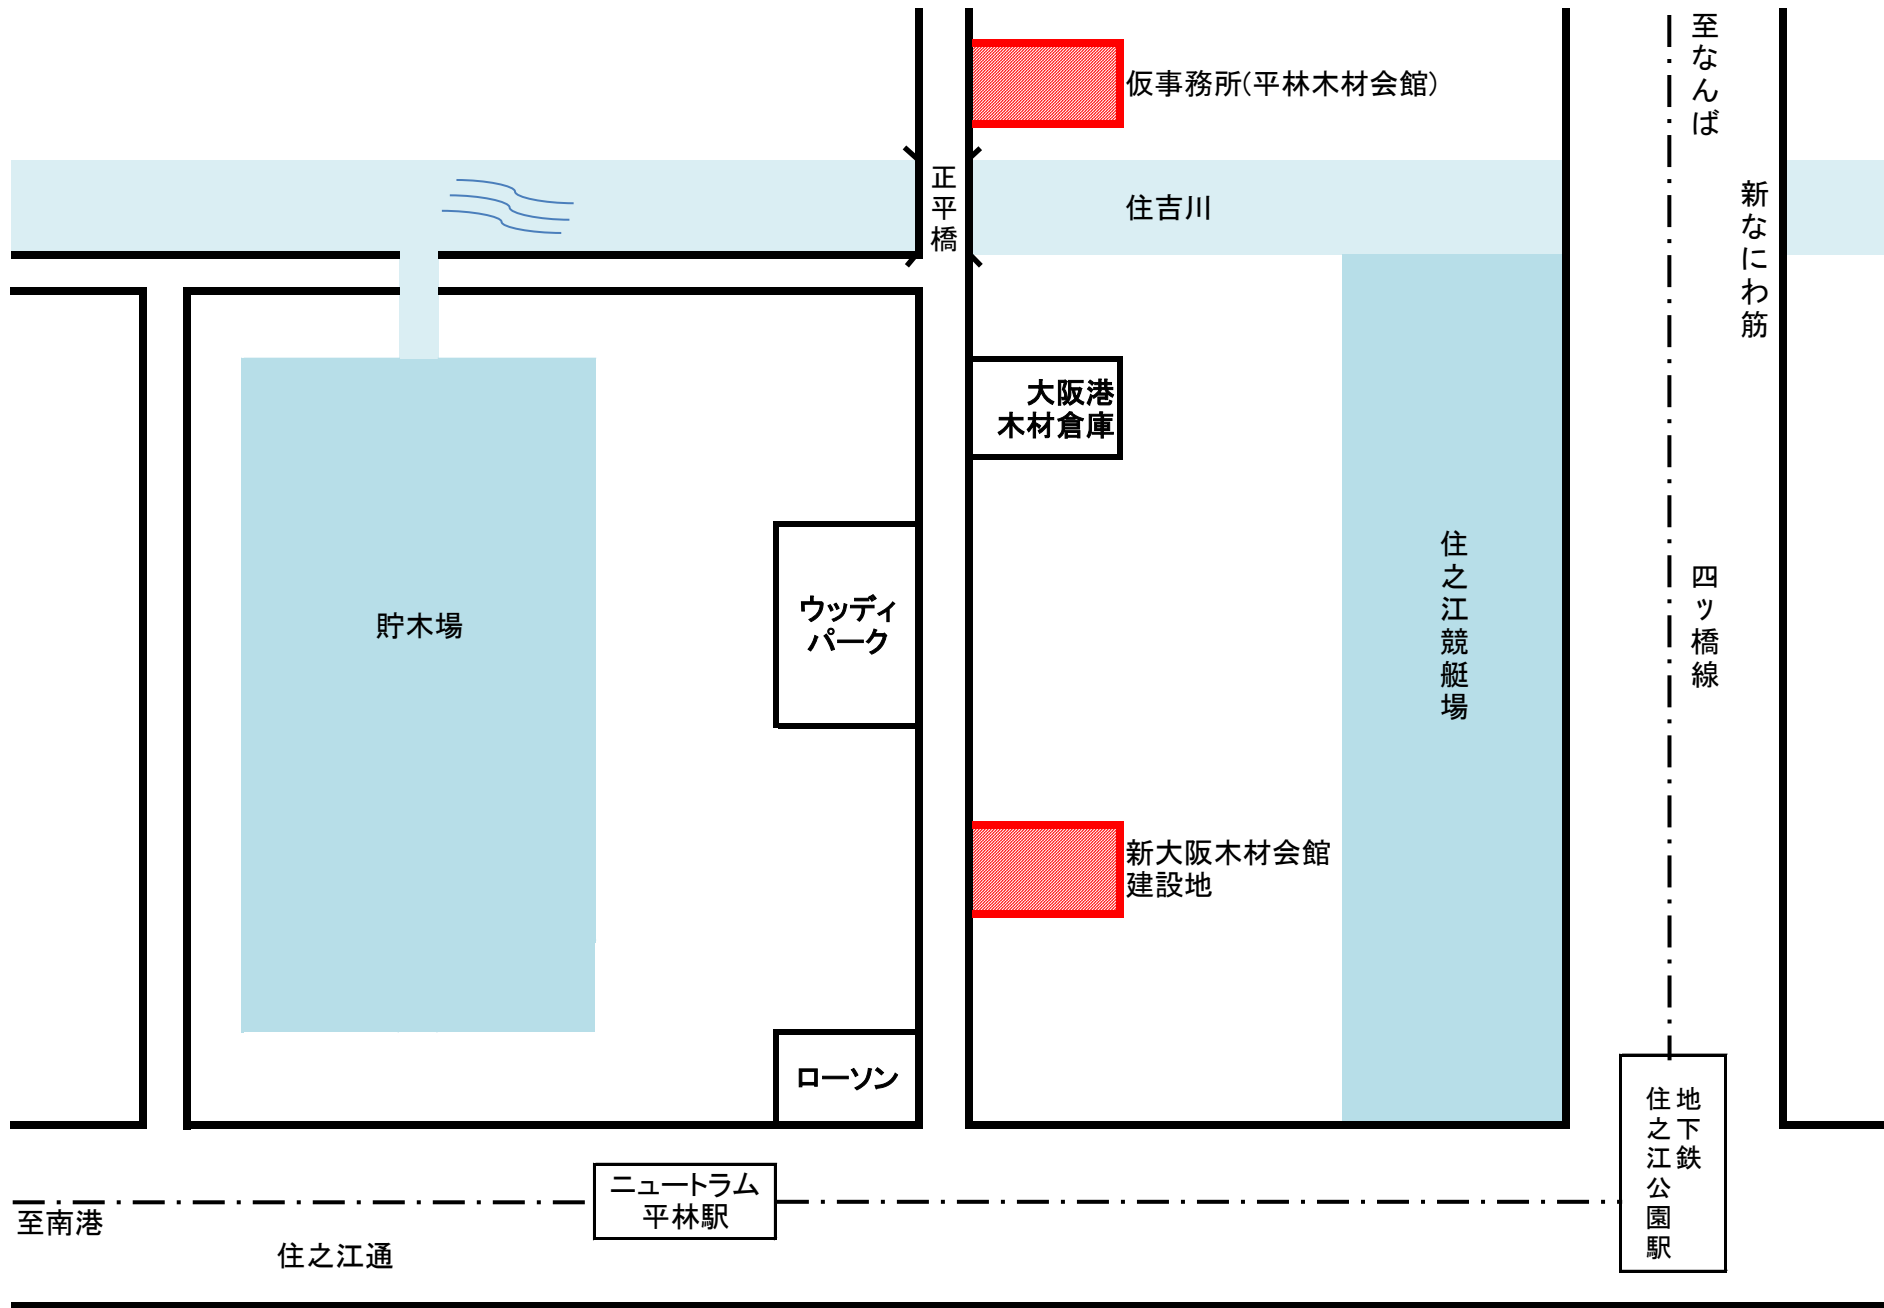 至なんば
仮事務所(平林木材会館)
正平橋
住吉川
新なにわ筋
大阪港
木材倉庫
住之江競艇場
四ッ橋線
ウッディ
パーク
貯木場
新大阪木材会館
建設地
ローソン
地下鉄
住之江公園駅
ニュートラム
平林駅
至南港
住之江通